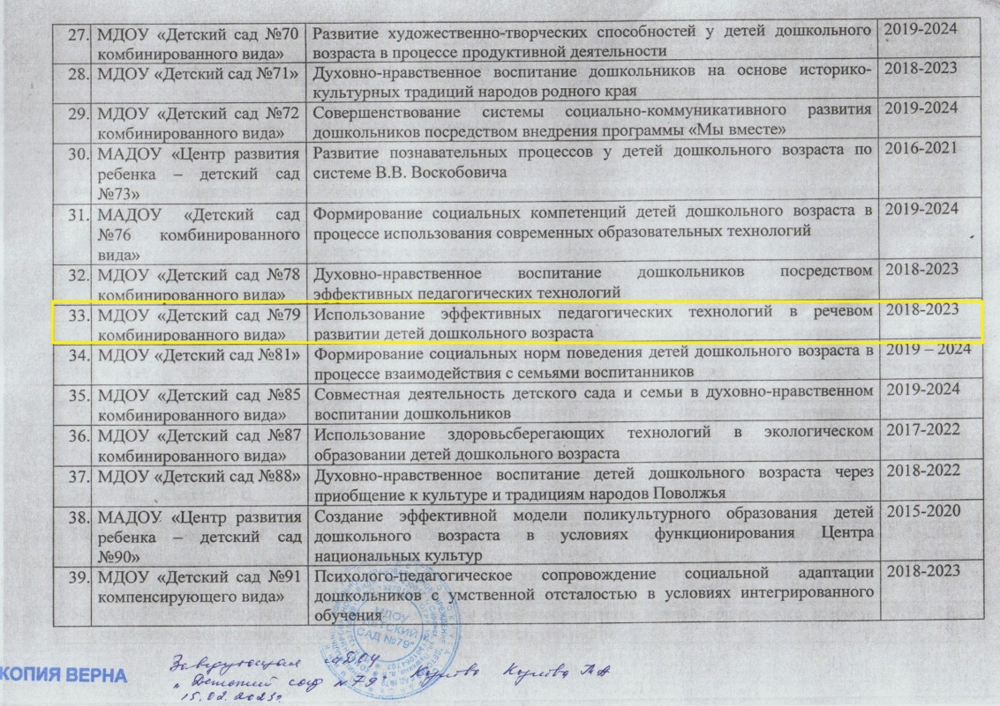 27. МДОУ «Детский сад №70 Развитие художественно-творческих способностей у детей дошкольного 2019-2024
комбинированного вида» возраста в процессе продуктивной деятельности
28. МДОУ «Детский сад №71» Духовно-нравственное воспитание дошкольников на основе историко- 2018-2023
культурных традиций народов родного края
29. МДОУ «Детский сад №72 Совершенствование системы социально-коммуникативного развития 2019-2024
комбинированного вида» дошкольников посредством внедрения программы «Мы вместе»
30. МАДОУ «Центр развития Развитие познавательных процессов у детей дошкольного возраста по 2016-2021
ребенка – детский сад системе В.В. Воскобовича
№73»
31. МАДОУ «Детский сад Формирование социальных компетенций детей дошкольного возраста в 2019-2024
№76 комбинированного процессе использования современных образовательных технологий
вида»
32. МДОУ «Детский сад №78 Духовно-нравственное воспитание дошкольников посредством 2018-2023
комбинированного вида» эффективных педагогических технологий
33. МДОУ «Детский сад №79 Использование эффективных педагогических технологий в речевом 2018-2023
комбинированного вида» развитии детей дошкольного возраста
34. МДОУ «Детский сад №81» Формирование социальных норм поведения детей дошкольного возраста в 2019 – 2024
процессе взаимодействия с семьями воспитанников
35. МДОУ «Детский сад №85 Совместная деятельность детского сада и семьи в духовно-нравственном 2019-2024
комбинированного вида» воспитании дошкольников
36. МДОУ «Детский сад №87 Использование здоровьсберегающих технологий в экологическом 2017-2022
комбинированного вида» образовании детей дошкольного возраста
37. МДОУ «Детский сад №88» Духовно-нравственное воспитание детей дошкольного возраста через 2018-2022
приобщение к культуре и традициям народов Поволжья
38. МАДОУ «Центр развития Создание эффективной модели поликультурного образования детей 2015-2020
ребенка – детский сад дошкольного возраста в условиях функционирования Центра
№90» национальных культур
39. МДОУ «Детский сад №91 Психолого-педагогическое сопровождение социальной адаптации 2018-2023
компенсирующего вида» дошкольников с умственной отсталостью в условиях интегрированного
обучения
МДОУ
"ДЕТСКИЙ
САД №79"
КОПИЯ ВЕРНА
Заведующая МДОУ
„Детский сад №79"
15.02.2023г